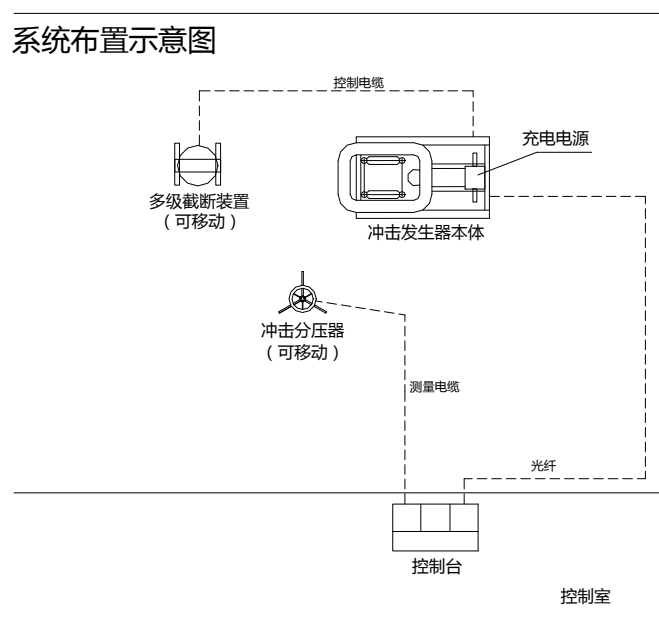 系统布置示意图
控制电缆
充电电源
多级截断装置
（可移动）
冲击发生器本体
冲击分压器
（可移动）
测量电缆
光纤
控制台
控制室